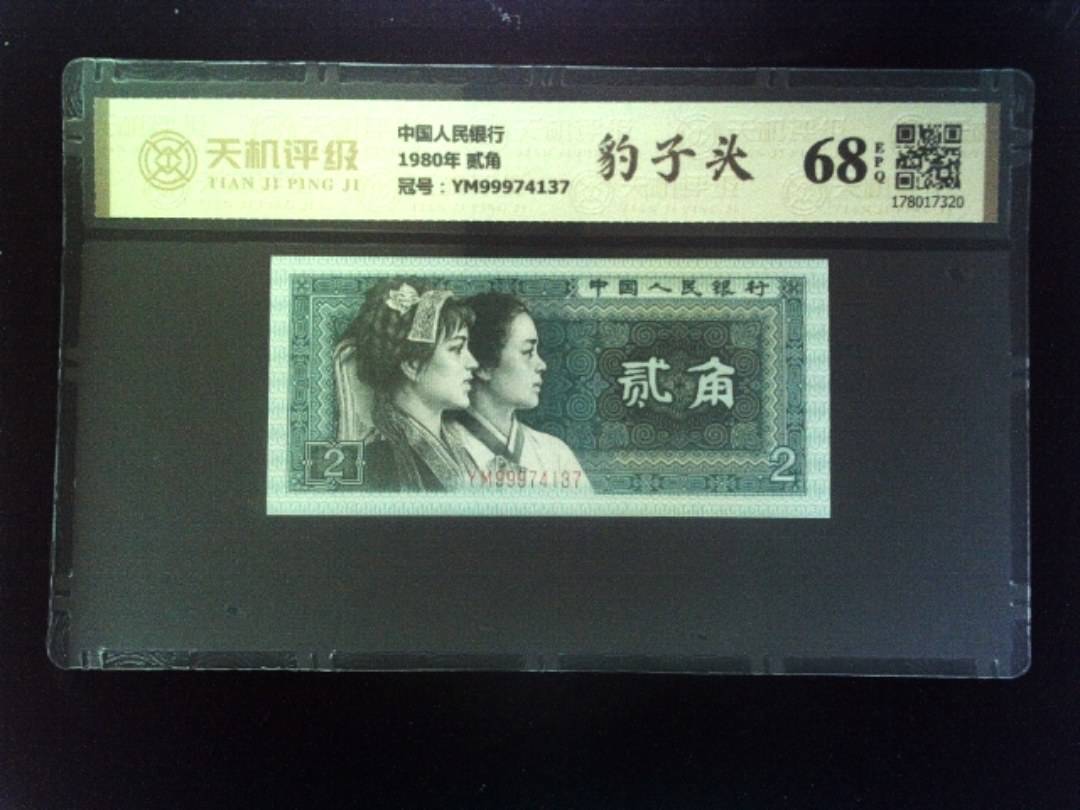 天机评级
TIAN JI PING JI
中国人民银行
1980年 贰角
冠号：YM99974137
豹子头
68
EPQ
178017320
中国人民银行
贰角
2
2
YM99974137